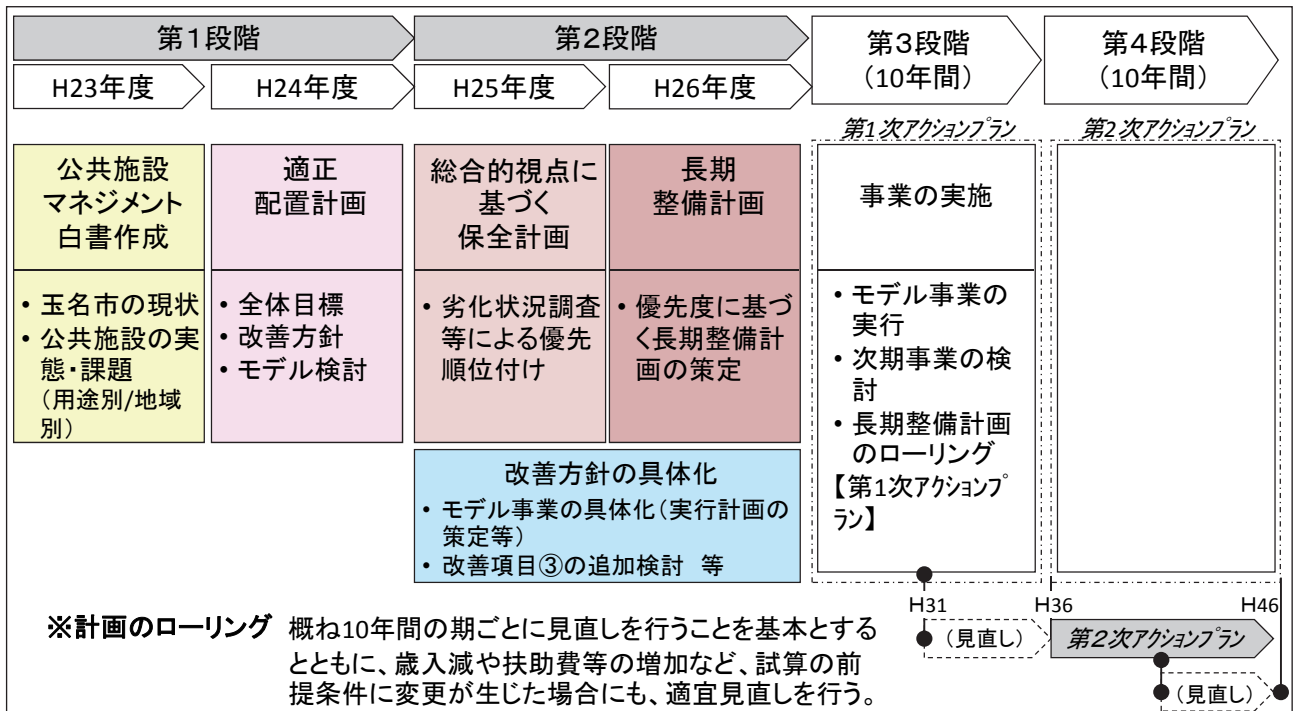 第1段階
第2段階
第3段階
(10年間)
第4段階
(10年間)
H23年度
H24年度
H25年度
H26年度
第1次アクションプラン
第2次アクションプラン
公共施設
マネジメント
白書作成
適正
配置計画
総合的視点に
基づく
保全計画
長期
整備計画
事業の実施
• 玉名市の現状
• 公共施設の実
態・課題
(用途別/地域
別)
• 全体目標
• 改善方針
• モデル検討
• 劣化状況調査
等による優先
順位付け
• 優先度に基づ
く長期整備計
画の策定
• モデル事業の
実行
• 次期事業の検
討
• 長期整備計画
のローリング
【第1次アクションプ
ラン】
改善方針の具体化
• モデル事業の具体化(実行計画の
策定等)
• 改善項目③の追加検討 等
H31
H36
H46
(見直し)
第2次アクションプラン
(見直し)
※計画のローリング 概ね10年間の期ごとに見直しを行うことを基本とする
とともに、歳入減や扶助費等の増加など、試算の前
提条件に変更が生じた場合にも、適宜見直しを行う。